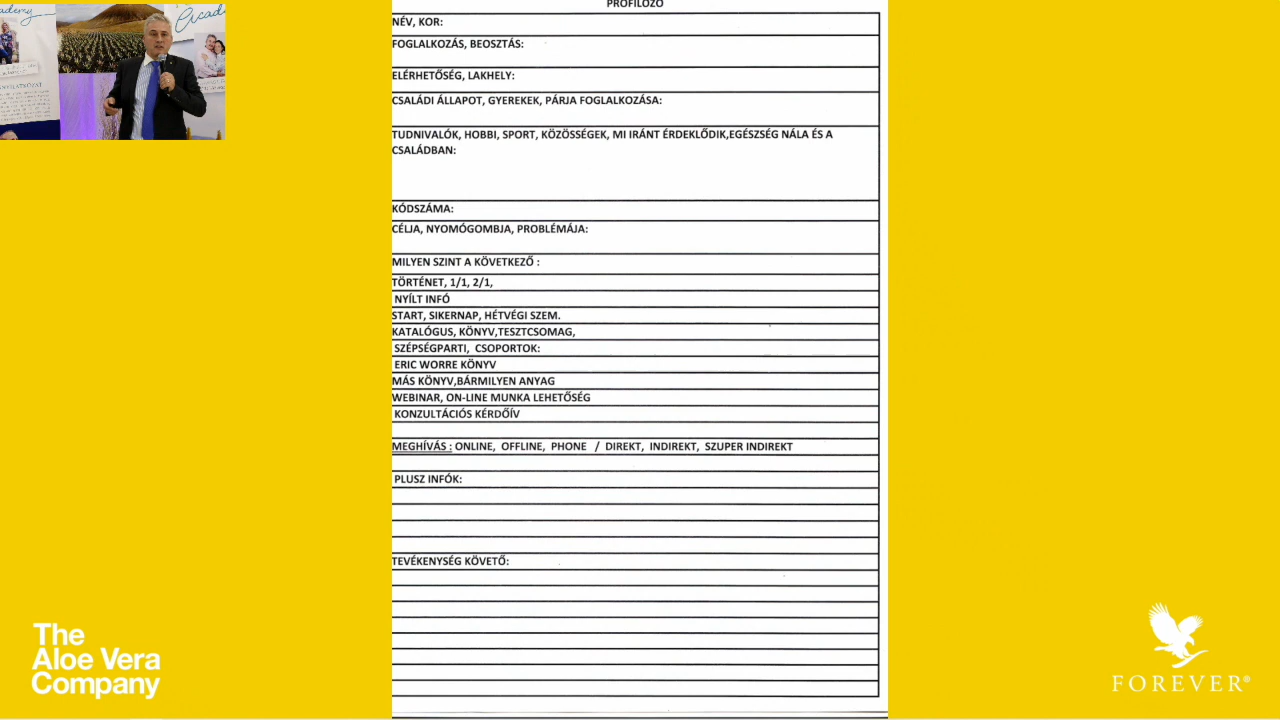 PROFILOZÓ
NÉV, KOR:
FOGLALKOZÁS, BEOSZTÁS:
ELÉRHETŐSÉG, LAKHELY:
CSALÁDI ÁLLAPOT, GYEREKEK, PÁRJA FOGLALKOZÁSA:
TUDNIVALÓK, HOBBI, SPORT, KÖZÖSSÉGEK, MI IRÁNT ÉRDEKLŐDIK,EGÉSZSÉG NÁLA ÉS A
CSALÁDBAN:
KÓDSZÁMA:
CÉLJA, NYOMÓGOMBJA, PROBLÉMÁJA:
MILYEN SZINT A KÖVETKEZŐ :
TÖRTÉNET, 1/1, 2/1,
NYÍLT INFÓ
START, SIKERNAP, HÉTVÉGI SZEM.
KATALÓGUS, KÖNYV,TESZTCSOMAG,
SZÉPSÉGPARTI, CSOPORTOK:
ERIC WORRE KÖNYV
MÁS KÖNYV,BÁRMILYEN ANYAG
WEBINAR, ON-LINE MUNKA LEHETŐSÉG
KONZULTÁCIÓS KÉRDŐÍV
MEGHÍVÁS : ONLINE, OFFLINE, PHONE / DIREKT, INDIREKT, SZUPER INDIREKT
PLUSZ INFÓK:
TEVÉKENYSÉG KÖVETŐ:
The
Aloe Vera
Company
FOREVER®